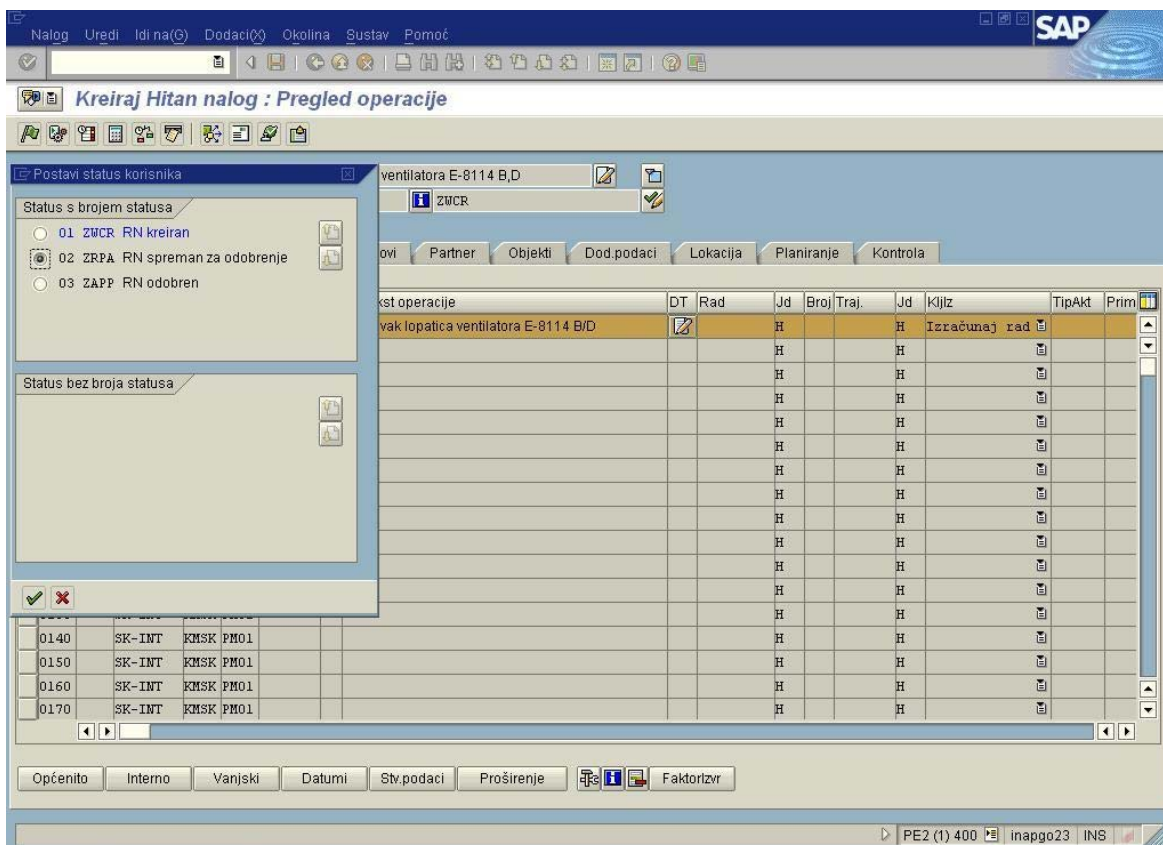 Nalog Uredi Idi na(G) Dodaci(X) Okolina Sustav Pomoć
SAP
Kreiraj Hitan nalog : Pregled operacije
Postavi status korisnika
ventilatora E-8114 B,D
ZWCR
Status s brojem statusa
01 ZWCR RN kreiran
02 ZRPA RN spreman za odobrenje
03 ZAPP RN odobren
Status bez broja statusa
ovi Partner Objekti Dod.podaci Lokacija Planiranje Kontrola
kst operacije DT Rad Jd Broj Traj. Jd Kljlz TipAkt Prim
vak lopatica ventilatora E-8114 B/D H H Izračunaj rad
H H
H H
H H
H H
H H
H H
H H
H H
H H
H H
H H
H H
0140 SK-INT KMSK PM01 H H
0150 SK-INT KMSK PM01 H H
0160 SK-INT KMSK PM01 H H
0170 SK-INT KMSK PM01 H H
Općenito Interno Vanjski Datumi Stv.podaci Proširenje FaktorIzvr
PE2 (1) 400 inapgo23 INS